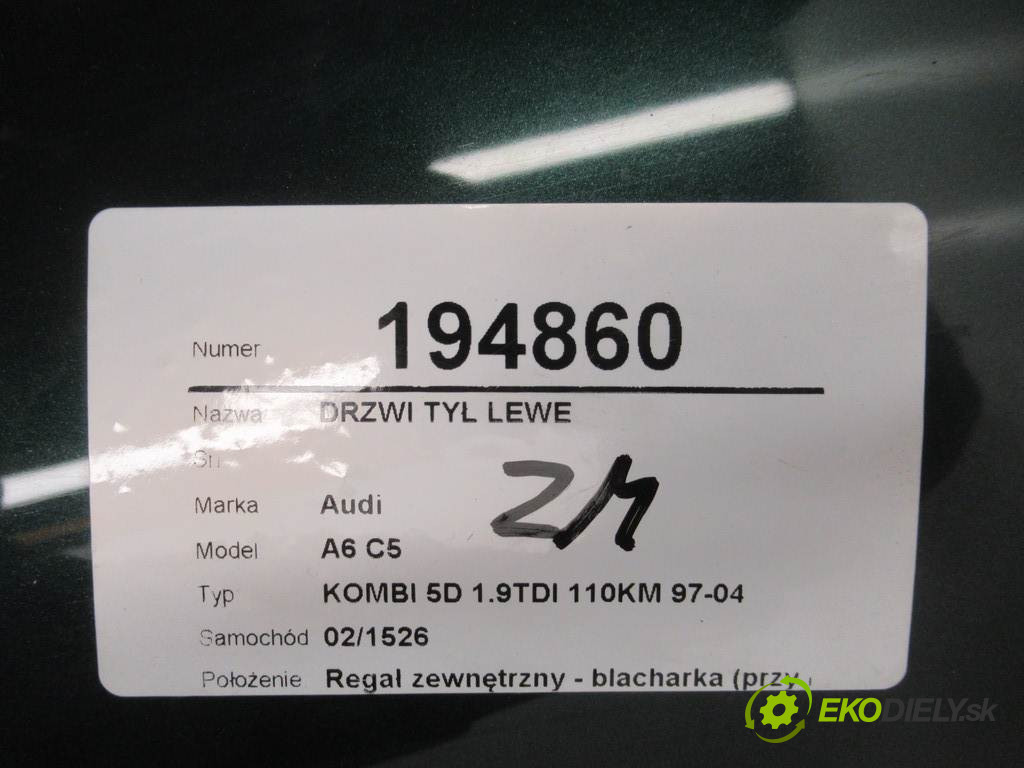 Numer 194860
Nazwa DRZWI TYŁ LEWE
Sn
Marka Audi
Model A6 C5
Typ KOMBI 5D 1.9TDI 110KM 97-04
Samochód 02/1526
Położenie Regał zewnętrzny - blacharka (przy
EKODIELY.sk